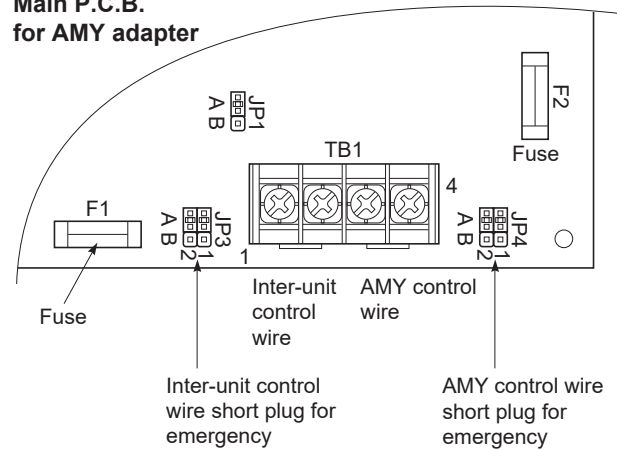 Main P.C.B.
for AMY adapter
A B
JP1
F2
Fuse
TB1
4
F1
A B
JP3
2 1
1
A B
JP4
2 1
Inter-unit
control
wire
AMY control
wire
Fuse
Inter-unit control
wire short plug for
emergency
AMY control wire
short plug for
emergency